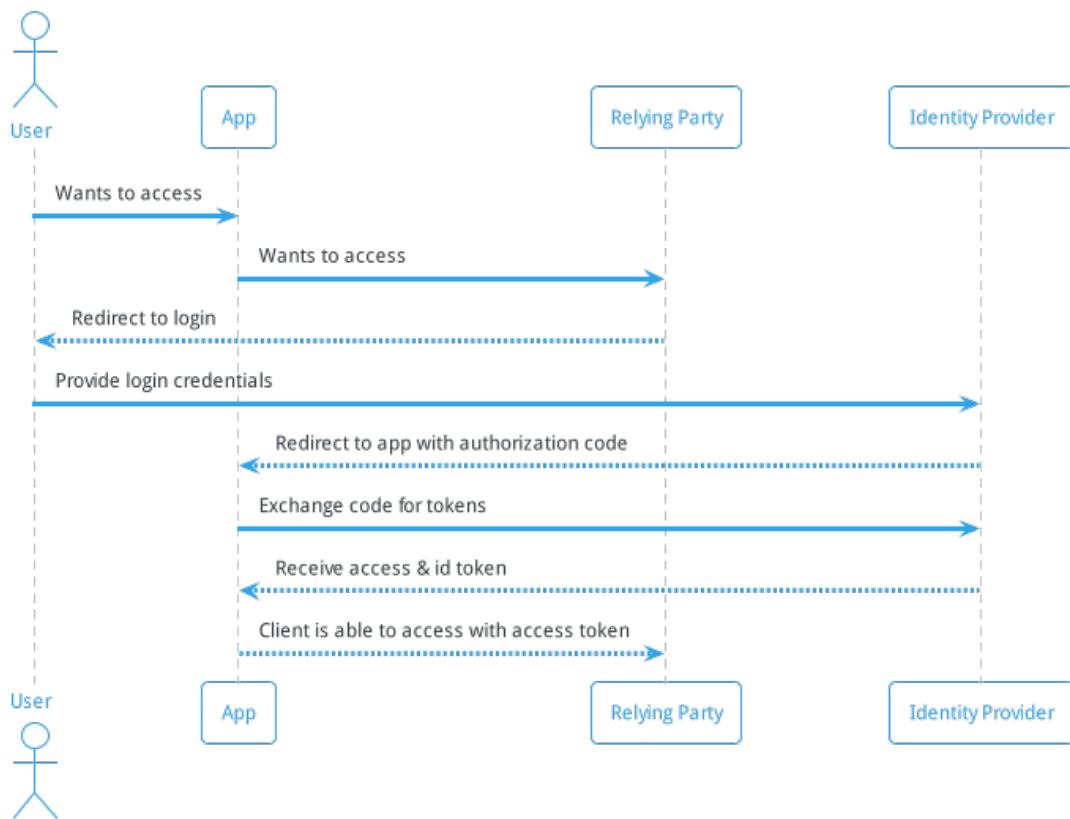 User
App
Relying Party
Identity Provider
Wants to access
Wants to access
Redirect to login
Provide login credentials
Redirect to app with authorization code
Exchange code for tokens
Receive access & id token
Client is able to access with access token
User
App
Relying Party
Identity Provider